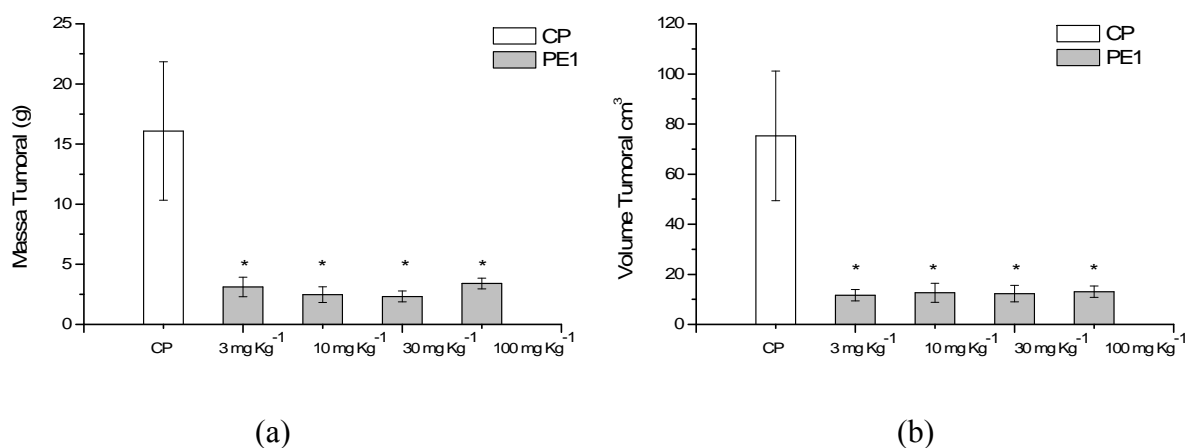 25
20
15
10
5
0
Massa Tumoral (g)
CP
PE1
* * * *
CP 3 mg Kg⁻¹ 10 mg Kg⁻¹ 30 mg Kg⁻¹ 100 mg Kg⁻¹
(a)
120
100
80
60
40
20
0
Volume Tumoral cm³
CP
PE1
* * * *
CP 3 mg Kg⁻¹ 10 mg Kg⁻¹ 30 mg Kg⁻¹ 100 mg Kg⁻¹
(b)